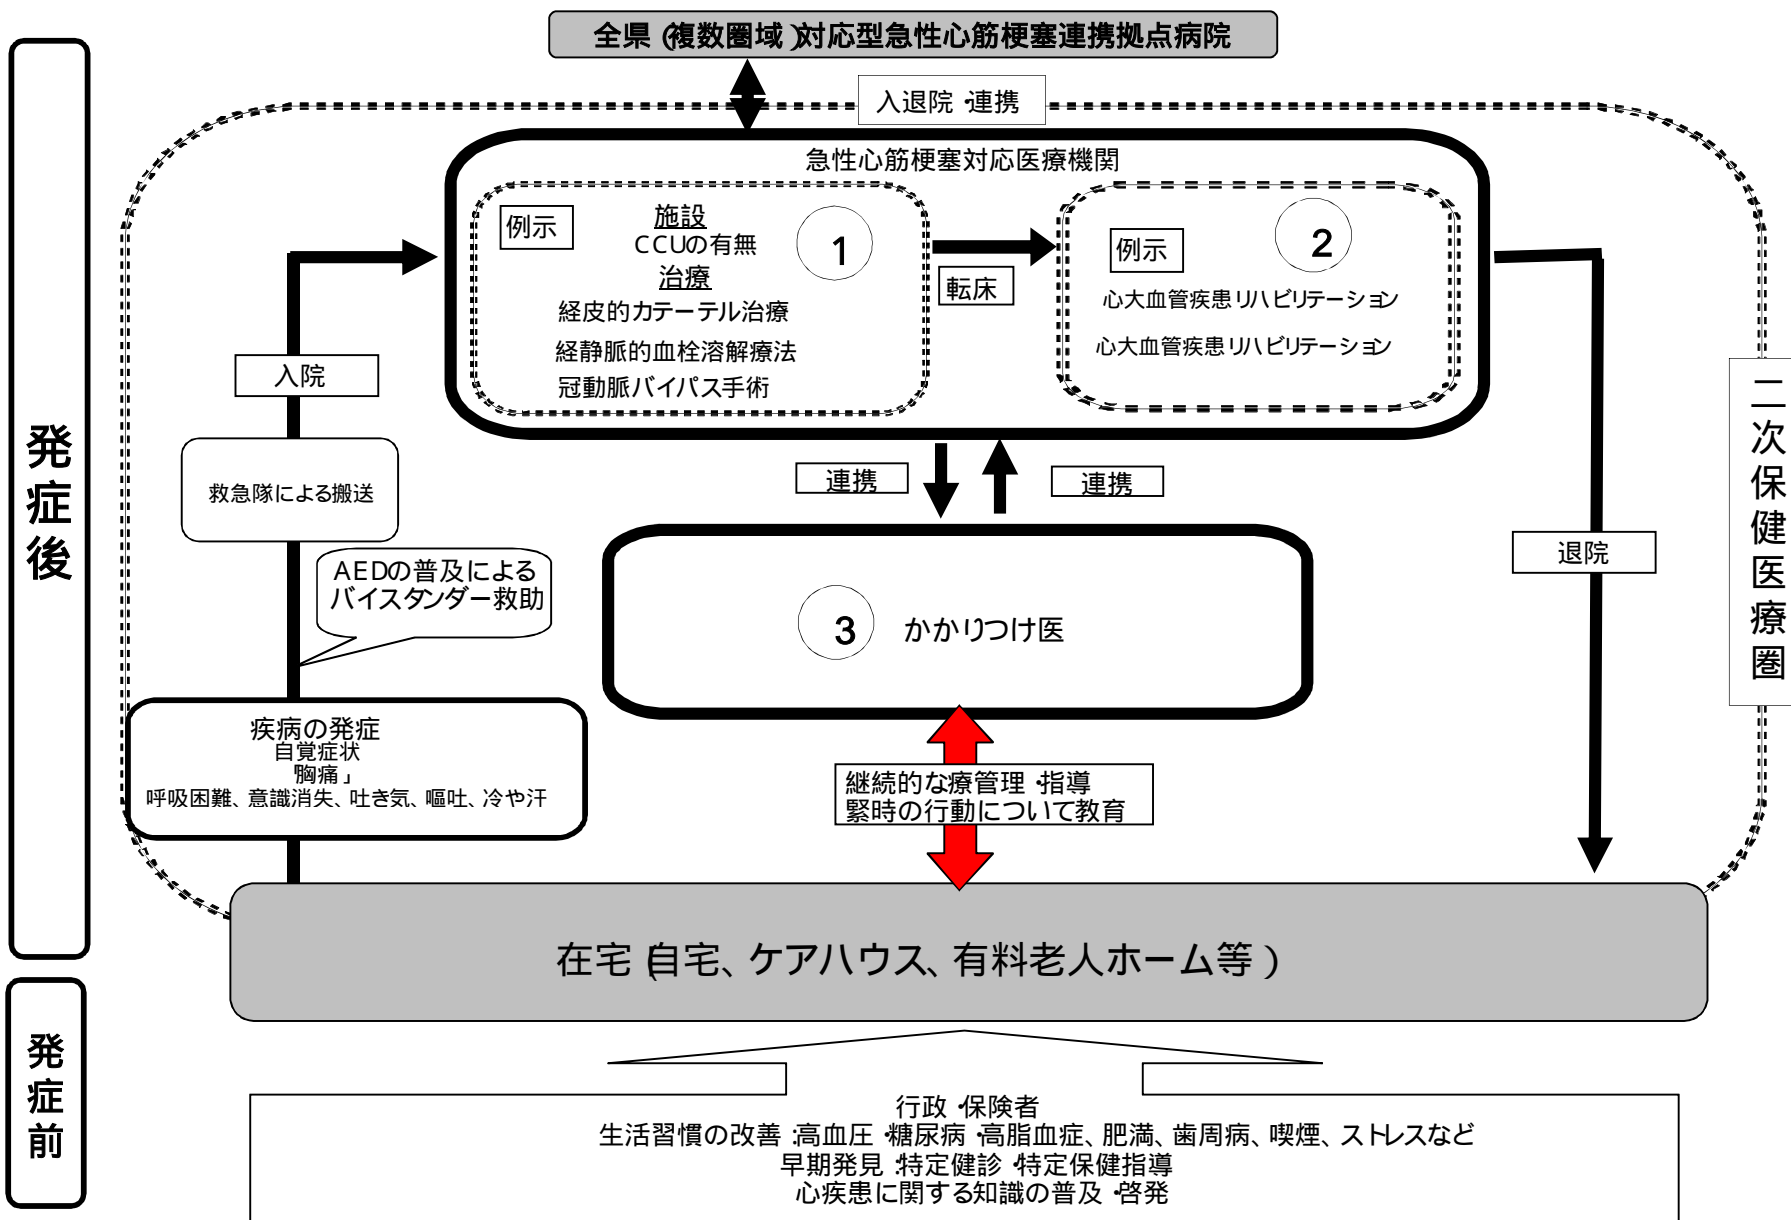 全県（複数圏域）対応型急性心筋梗塞連携拠点病院
発症後
入退院・連携
急性心筋梗塞対応医療機関
例示
施設
CCUの有無
治療
経皮的カテーテル治療
経静脈的血栓溶解療法
冠動脈バイパス手術
1
転床
例示
2
心大血管疾患リハビリテーション
心大血管疾患リハビリテーション
入院
救急隊による搬送
AEDの普及による
バイスタンダー救助
連携
連携
退院
二次保健医療圏
3
かかりつけ医
疾病の発症
自覚症状
「胸痛」
呼吸困難、意識消失、吐き気、嘔吐、冷や汗
継続的な療管理・指導
緊時の行動について教育
在宅（自宅、ケアハウス、有料老人ホーム等）
発症前
行政・保険者
生活習慣の改善：高血圧・糖尿病・高脂血症、肥満、歯周病、喫煙、ストレスなど
早期発見：特定健診・特定保健指導
心疾患に関する知識の普及・啓発